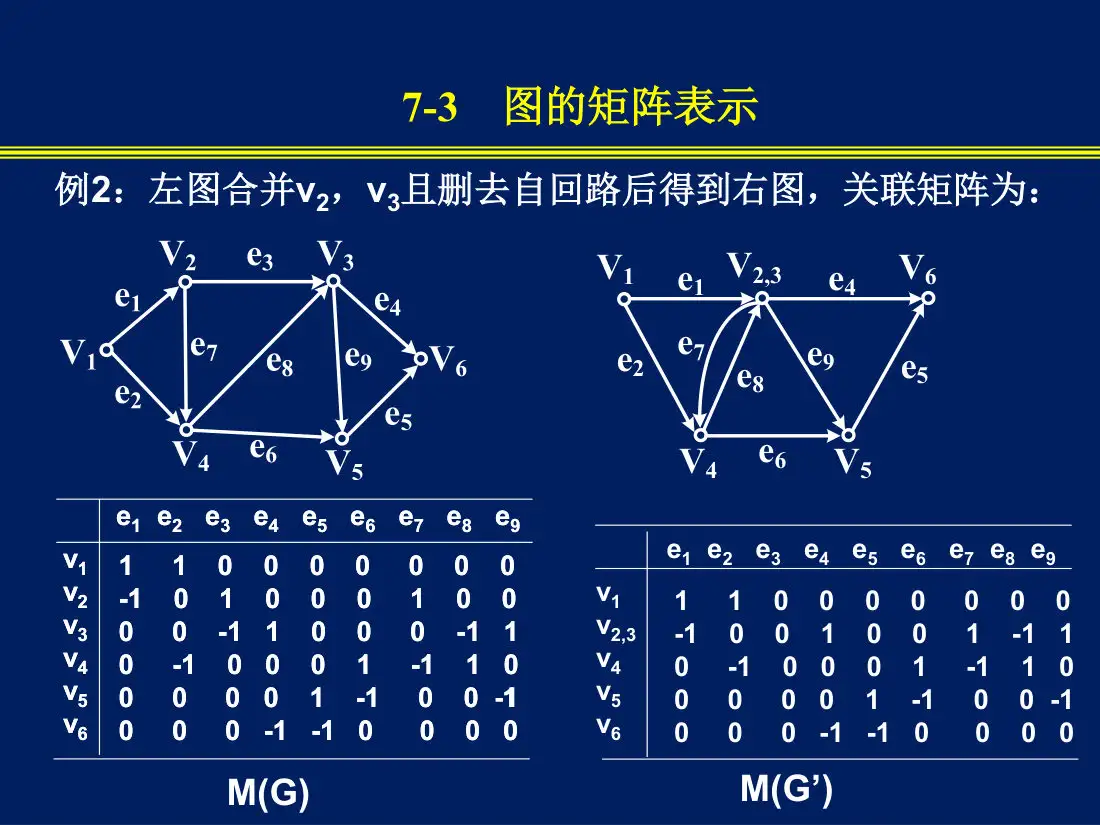 7-3 图的矩阵表示
例2：左图合并v2，v3且删去自回路后得到右图，关联矩阵为：
V2 e3 V3
e1 e4
V1 e7 e8 e9 V6
e2 e5
V4 e6 V5
V1 e1 V2,3 e4 V6
e2 e7 e8 e9 e5
V4 e6 V5
e1 e2 e3 e4 e5 e6 e7 e8 e9
v1 1 1 0 0 0 0 0 0 0
v2 -1 0 1 0 0 0 1 0 0
v3 0 0 -1 1 0 0 0 -1 1
v4 0 -1 0 0 0 1 -1 1 0
v5 0 0 0 0 1 -1 0 0 -1
v6 0 0 0 -1 -1 0 0 0 0
M(G)
e1 e2 e3 e4 e5 e6 e7 e8 e9
v1 1 1 0 0 0 0 0 0 0
v2,3 -1 0 0 1 0 0 1 -1 1
v4 0 -1 0 0 0 1 -1 1 0
v5 0 0 0 0 1 -1 0 0 -1
v6 0 0 0 -1 -1 0 0 0 0
M(G’)